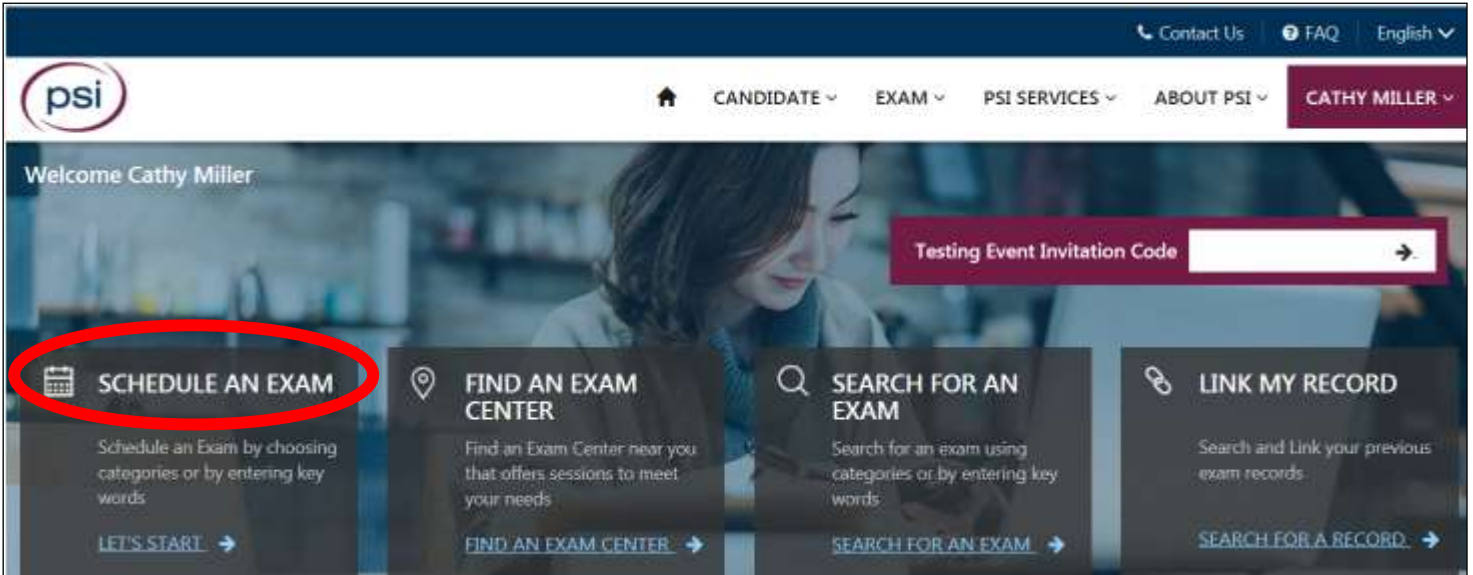 Contact Us FAQ English
psi
CANDIDATE EXAM PSI SERVICES ABOUT PSI CATHY MILLER
Welcome Cathy Miller
Testing Event Invitation Code
SCHEDULE AN EXAM
Schedule an Exam by choosing
categories or by entering key
words
LET'S START
FIND AN EXAM
CENTER
Find an Exam Center near you
that offers sessions to meet
your needs
FIND AN EXAM CENTER
SEARCH FOR AN
EXAM
Search for an exam using
categories or by entering key
words
SEARCH FOR AN EXAM
LINK MY RECORD
Search and Link your previous
exam records
SEARCH FOR A RECORD